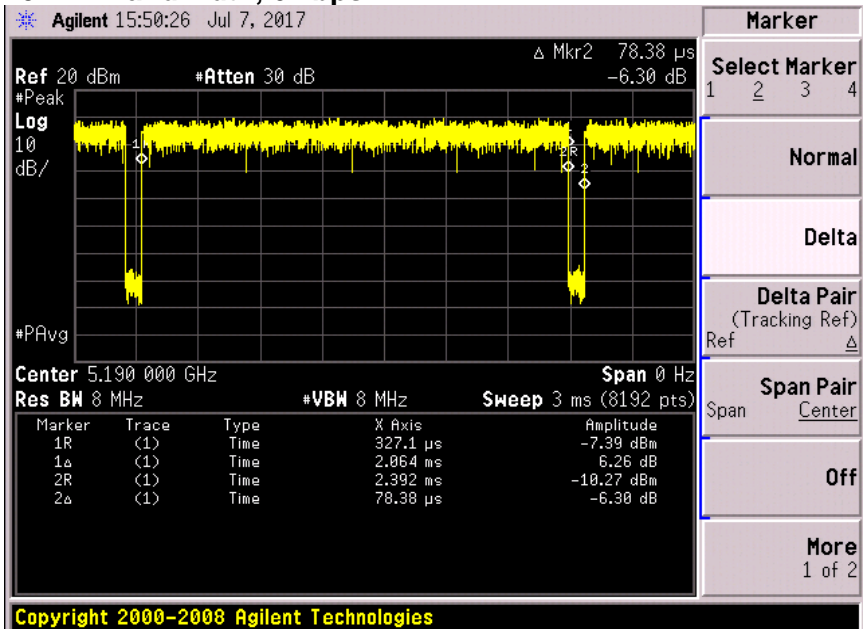 Agilent 15:50:26 Jul 7, 2017
Δ Mkr2 78.38 µs
Ref 20 dBm #Atten 30 dB -6.30 dB
#Peak
Log
10
dB/
1
2R
2
#PAvg
Center 5.190 000 GHz Span 0 Hz
Res BW 8 MHz #VBW 8 MHz Sweep 3 ms (8192 pts)
Marker Trace Type X Axis Amplitude
1R (1) Time 327.1 µs -7.39 dBm
1Δ (1) Time 2.064 ms 6.26 dB
2R (1) Time 2.392 ms -10.27 dBm
2Δ (1) Time 78.38 µs -6.30 dB
Copyright 2000-2008 Agilent Technologies
Marker
Select Marker
1 2 3 4
Normal
Delta
Delta Pair
(Tracking Ref)
Ref Δ
Span Pair
Span Center
Off
More
1 of 2